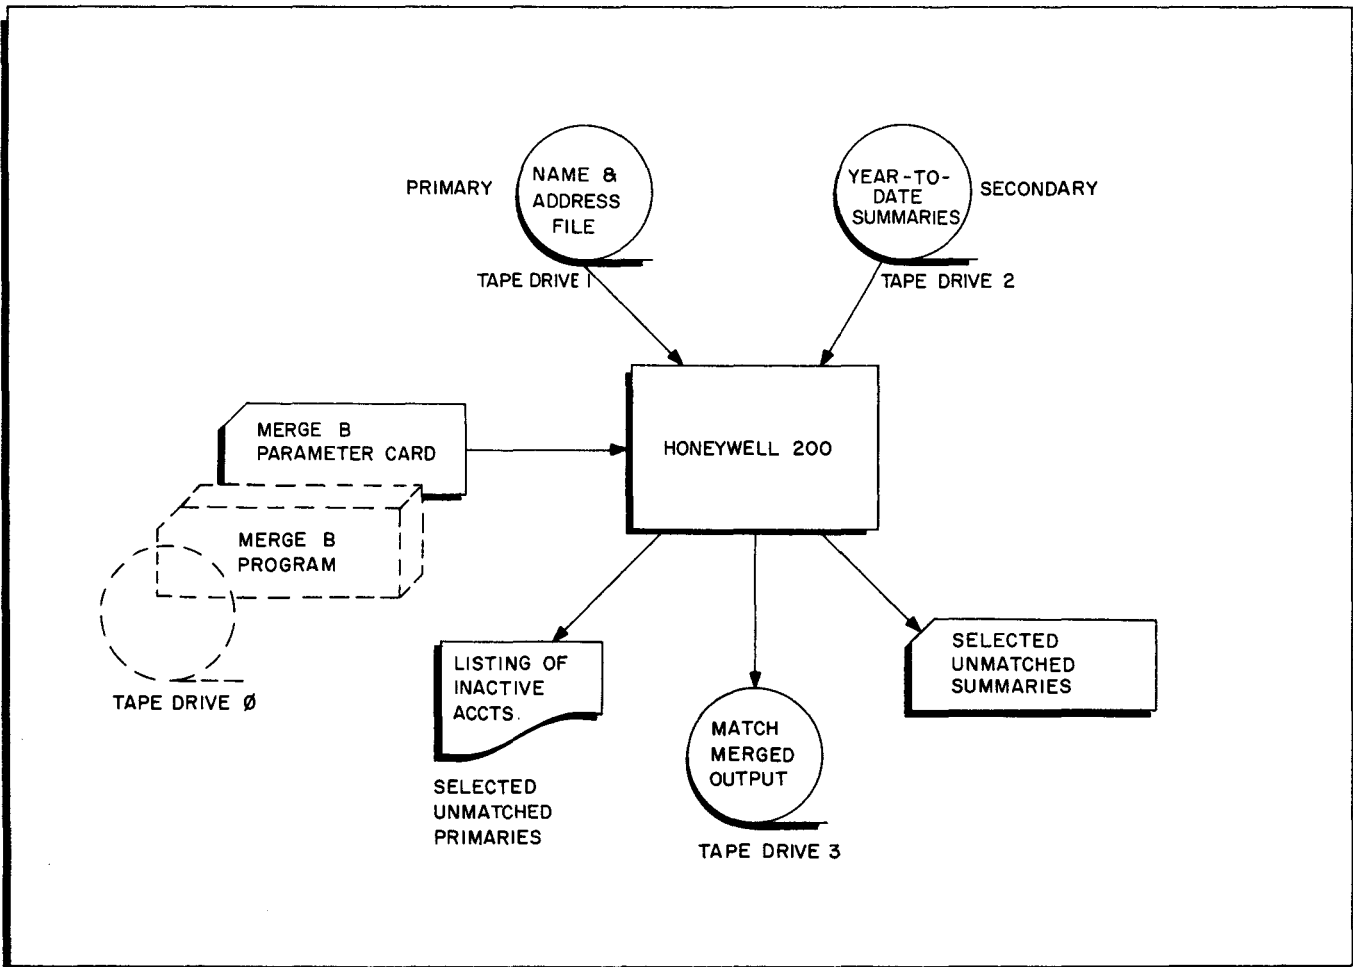 PRIMARY
NAME &
ADDRESS
FILE
TAPE DRIVE 1
YEAR-TO-
DATE
SUMMARIES
SECONDARY
TAPE DRIVE 2
MERGE B
PARAMETER CARD
HONEYWELL 200
MERGE B
PROGRAM
TAPE DRIVE Ø
LISTING OF
INACTIVE
ACCTS.
SELECTED
UNMATCHED
PRIMARIES
MATCH
MERGED
OUTPUT
TAPE DRIVE 3
SELECTED
UNMATCHED
SUMMARIES